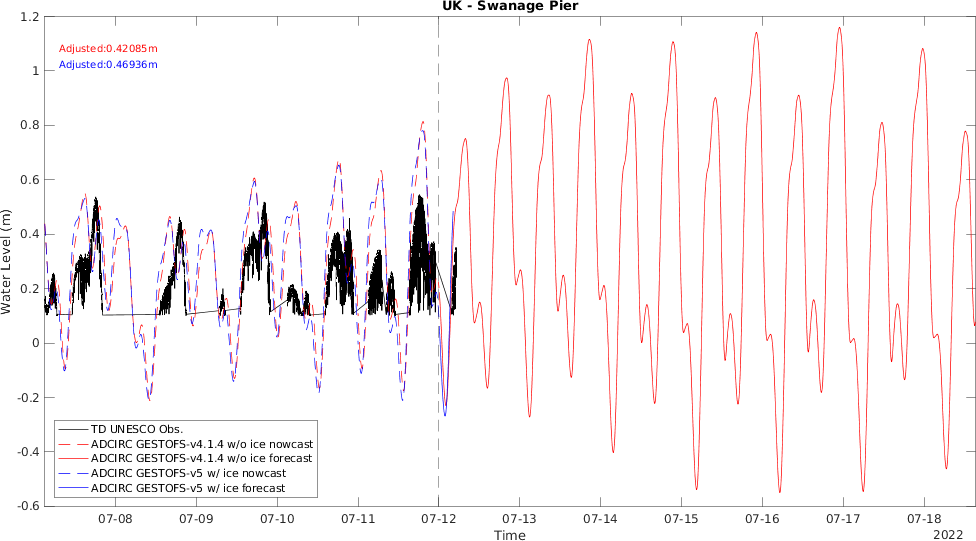 UK - Swanage Pier
1.2
1
0.8
0.6
0.4
0.2
0
-0.2
-0.4
-0.6
Water Level (m)
Adjusted:0.42085m
Adjusted:0.46936m
TD UNESCO Obs.
ADCIRC GESTOFS-v4.1.4 w/o ice nowcast
ADCIRC GESTOFS-v4.1.4 w/o ice forecast
ADCIRC GESTOFS-v5 w/ ice nowcast
ADCIRC GESTOFS-v5 w/ ice forecast
07-08 07-09 07-10 07-11 07-12 07-13 07-14 07-15 07-16 07-17 07-18
Time
2022